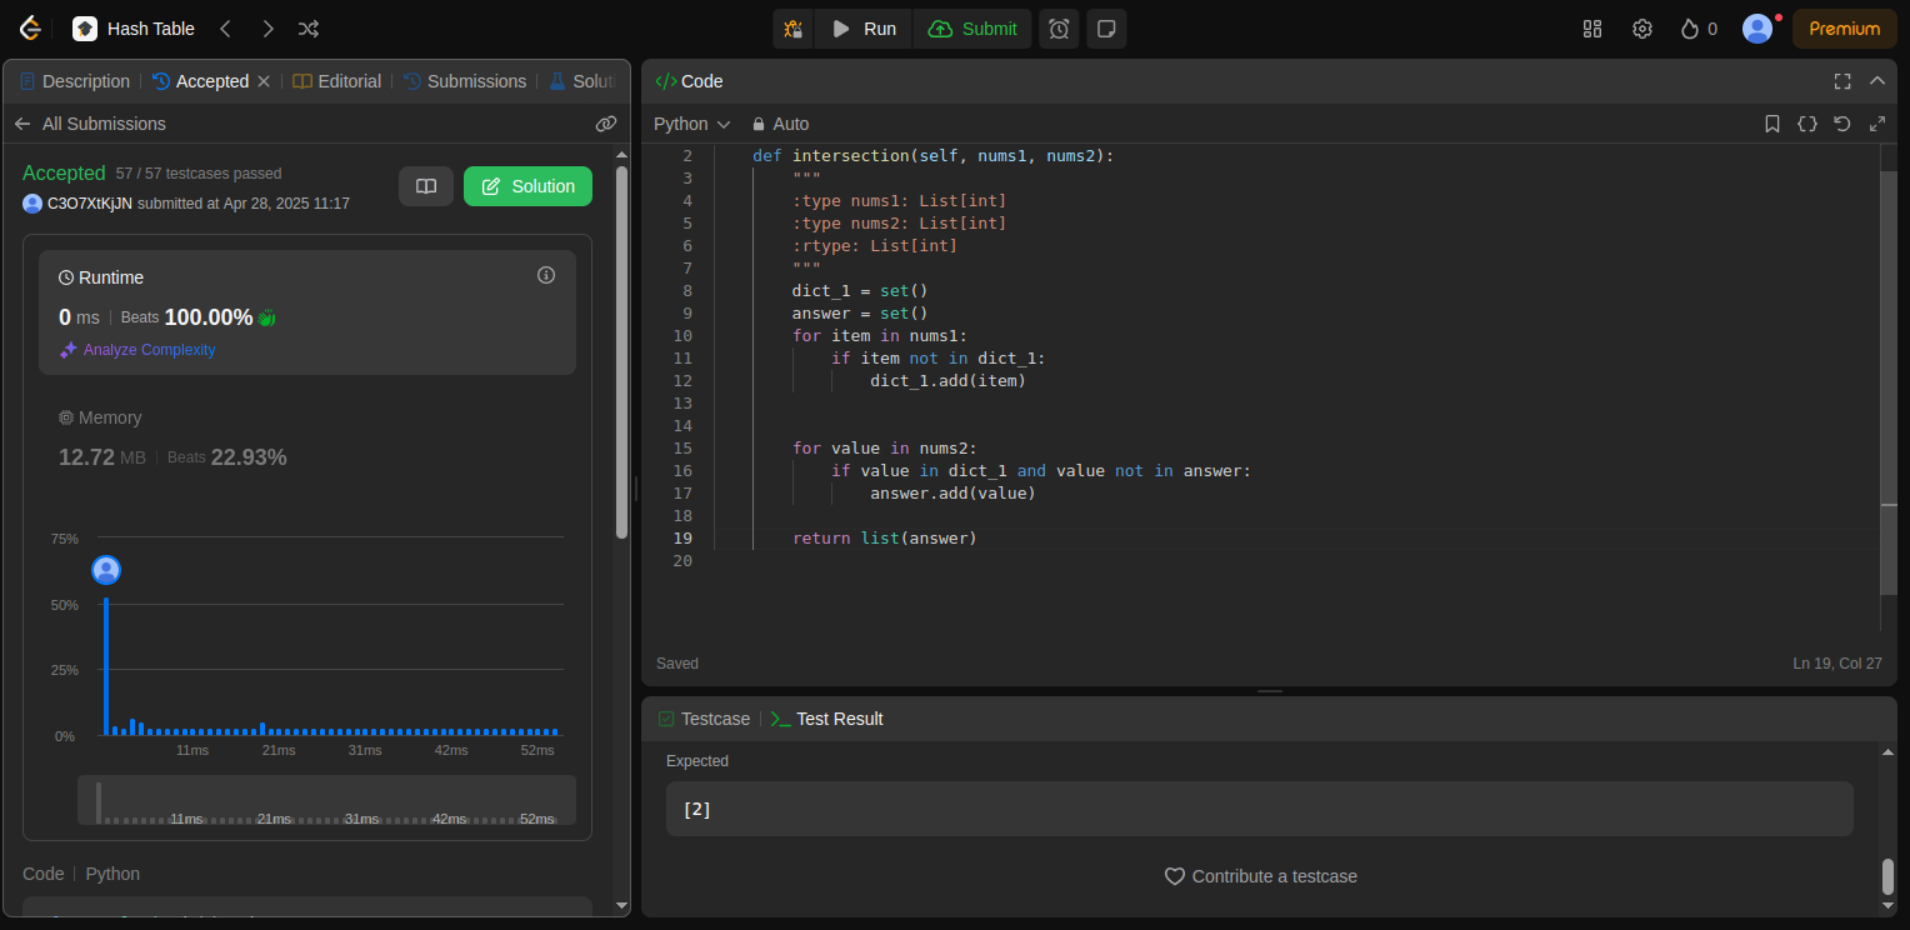 Hash Table
Run
Submit
0
Premium
Description
Accepted
Editorial
Submissions
All Submissions
Accepted 57 / 57 testcases passed
C3O7XtKjJN submitted at Apr 28, 2025 11:17
Solution
Runtime
0 ms | Beats 100.00%
Analyze Complexity
Memory
12.72 MB | Beats 22.93%
75%
50%
25%
0%
11ms 21ms 31ms 42ms 52ms
11ms 21ms 31ms 42ms 52ms
Code | Python
</> Code
Python
Auto
2 def intersection(self, nums1, nums2):
3 """
4 :type nums1: List[int]
5 :type nums2: List[int]
6 :rtype: List[int]
7 """
8 dict_1 = set()
9 answer = set()
10 for item in nums1:
11 if item not in dict_1:
12 dict_1.add(item)
13
14
15 for value in nums2:
16 if value in dict_1 and value not in answer:
17 answer.add(value)
18
19 return list(answer)
20
Saved
Ln 19, Col 27
Testcase
Test Result
Expected
[2]
Contribute a testcase